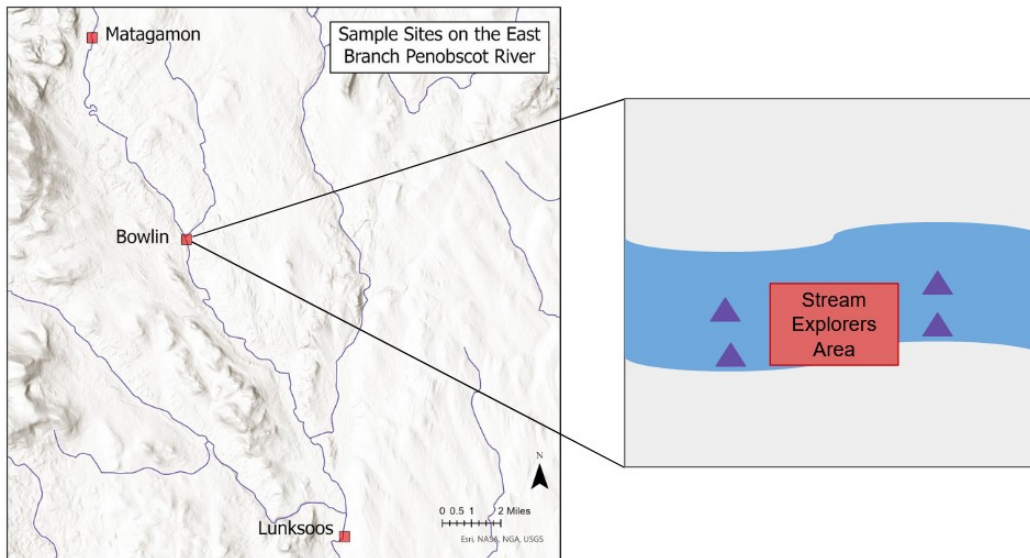 Matagamon
Sample Sites on the East
Branch Penobscot River
Bowlin
Stream
Explorers
Area
N
0 0.5 1 2 Miles
Lunksoos
Esri, NASA, NGA, USGS